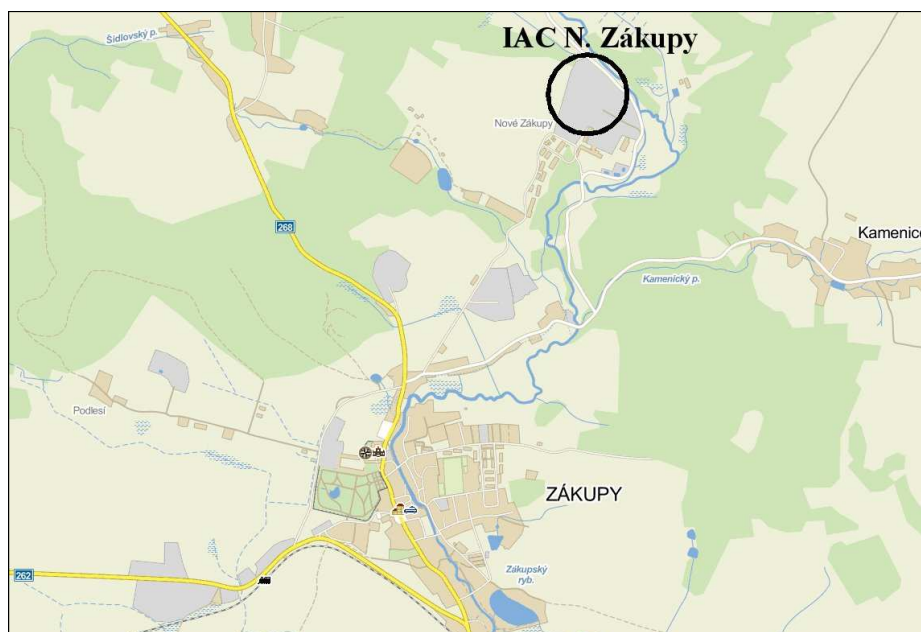 Šidlovský p.
IAC N. Zákupy
Nové Zákupy
268
Kamenice
Kamenický p.
Podlesí
ZÁKUPY
262
Zákupský
ryb.